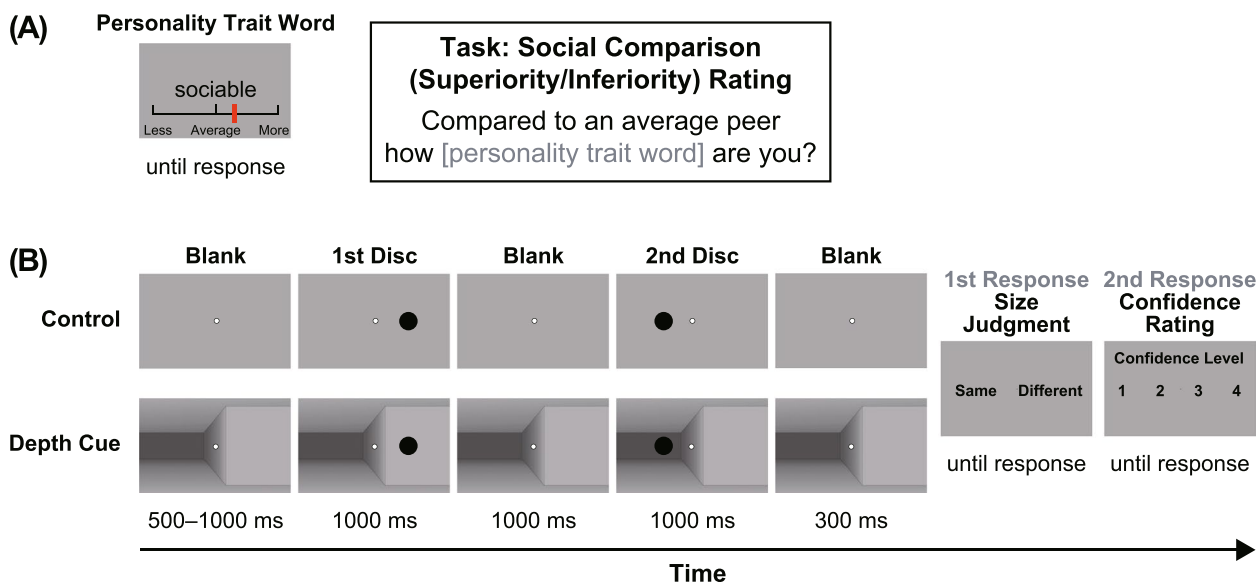 (A)
Personality Trait Word
sociable
Less Average More
until response
Task: Social Comparison
(Superiority/Inferiority) Rating
Compared to an average peer
how [personality trait word] are you?
(B)
Blank 1st Disc Blank 2nd Disc Blank
1st Response
Size
Judgment
2nd Response
Confidence
Rating
Control
Same Different
Confidence Level
1 2 3 4
Depth Cue
until response until response
500–1000 ms 1000 ms 1000 ms 1000 ms 300 ms
Time